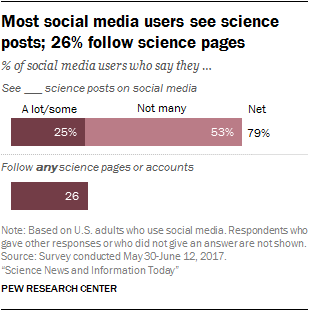 Most social media users see science
posts; 26% follow science pages
% of social media users who say they ...
See ___ science posts on social media
A lot/some Not many Net
25% 53% 79%
Follow any science pages or accounts
26
Note: Based on U.S. adults who use social media. Respondents who
gave other responses or who did not give an answer are not shown.
Source: Survey conducted May 30-June 12, 2017.
“Science News and Information Today”
PEW RESEARCH CENTER